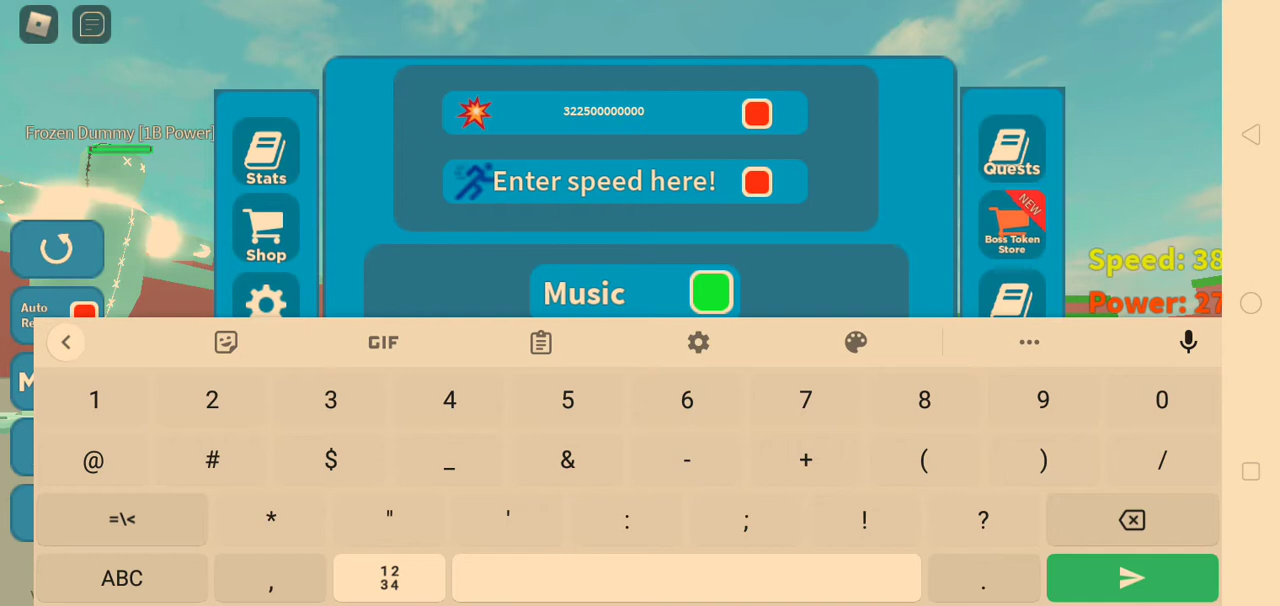 Frozen Dummy [1B Power]
322500000000
Enter speed here!
Stats
Quests
NEW
Shop
Boss Token
Store
Music
Speed: 38
Power: 27
Auto
Re
M
GIF
1 2 3 4 5 6 7 8 9 0
@ # $ _ & - + ( ) /
=\< * " ' : ; ! ?
ABC , 12 .
34